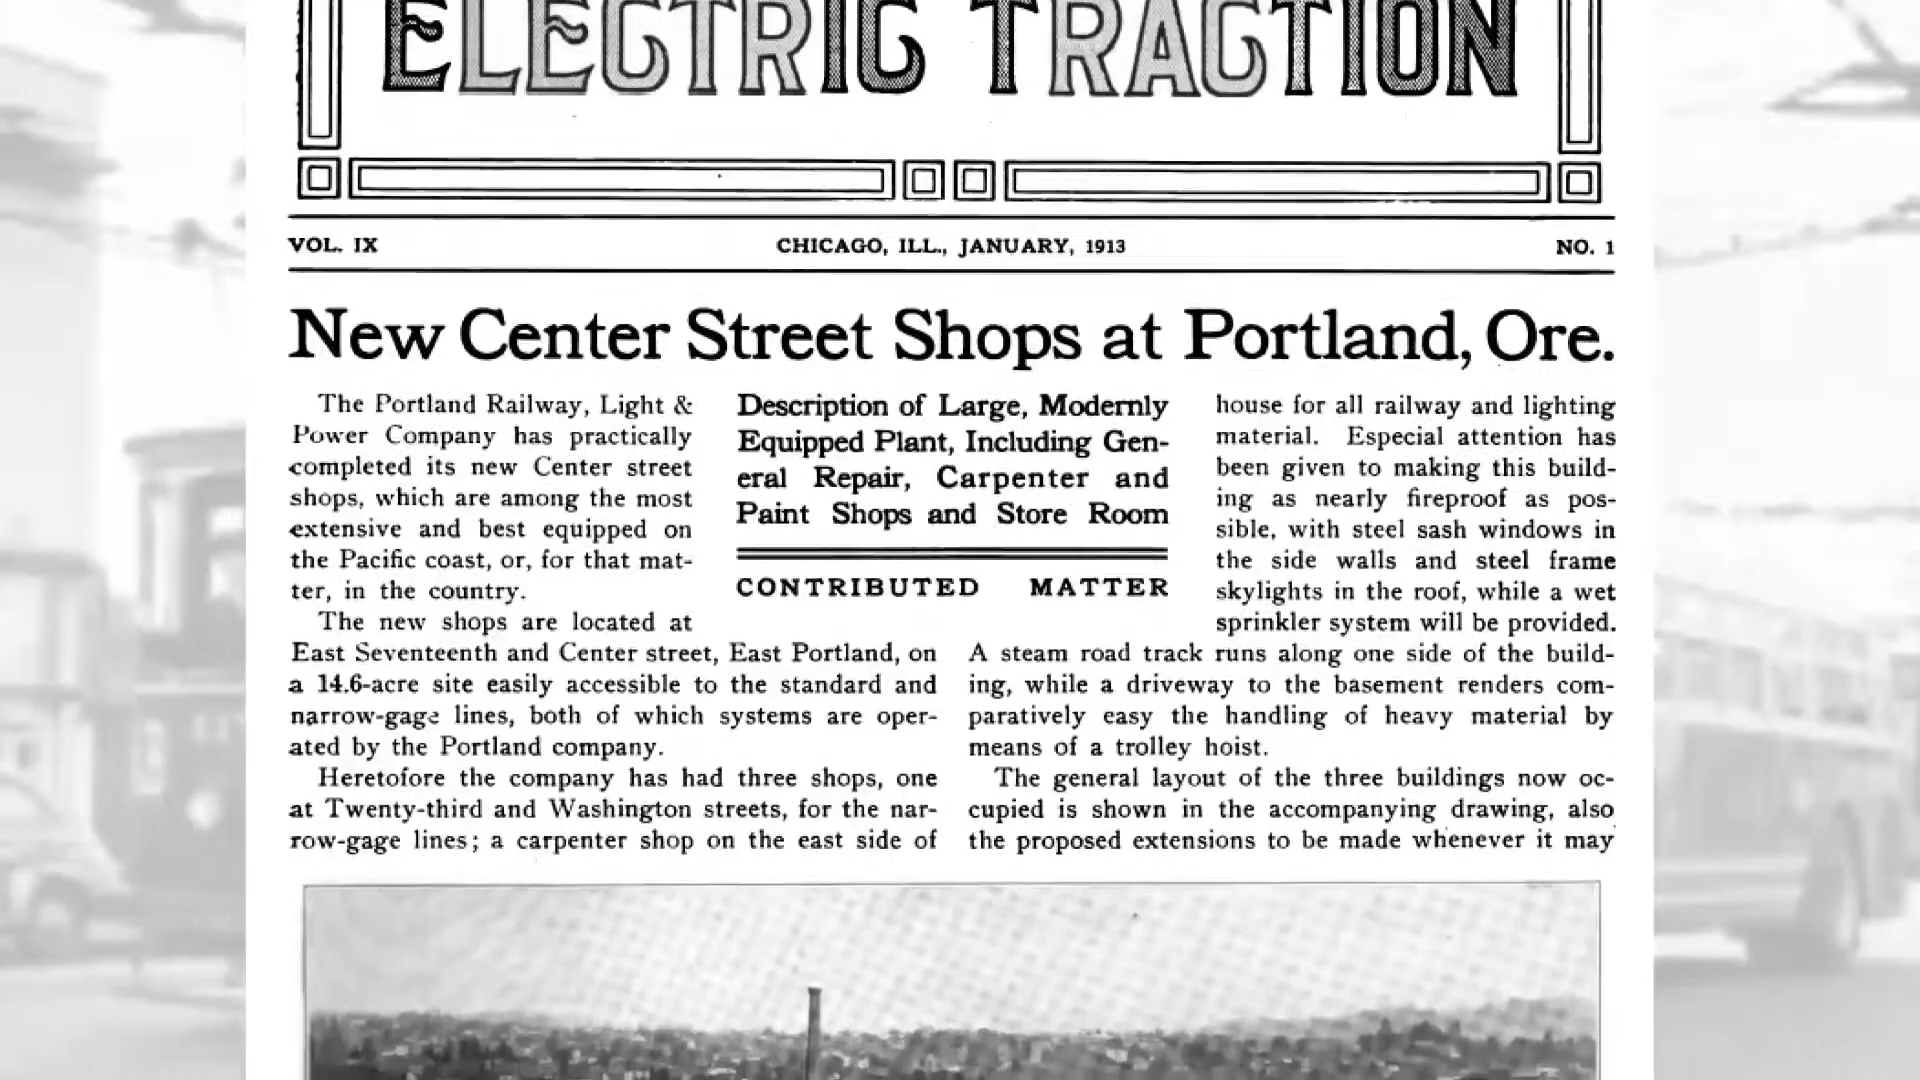 ELECTRIC TRACTION
VOL. IX CHICAGO, ILL., JANUARY, 1913 NO. 1
New Center Street Shops at Portland, Ore.
The Portland Railway, Light &
Power Company has practically
completed its new Center street
shops, which are among the most
extensive and best equipped on
the Pacific coast, or, for that mat-
ter, in the country.
The new shops are located at
Description of Large, Modernly
Equipped Plant, Including Gen-
eral Repair, Carpenter and
Paint Shops and Store Room
CONTRIBUTED MATTER
East Seventeenth and Center street, East Portland, on
a 14.6-acre site easily accessible to the standard and
narrow-gage lines, both of which systems are oper-
ated by the Portland company.
Heretofore the company has had three shops, one
at Twenty-third and Washington streets, for the nar-
row-gage lines; a carpenter shop on the east side of
house for all railway and lighting
material. Especial attention has
been given to making this build-
ing as nearly fireproof as pos-
sible, with steel sash windows in
the side walls and steel frame
skylights in the roof, while a wet
sprinkler system will be provided.
A steam road track runs along one side of the build-
ing, while a driveway to the basement renders com-
paratively easy the handling of heavy material by
means of a trolley hoist.
The general layout of the three buildings now oc-
cupied is shown in the accompanying drawing, also
the proposed extensions to be made whenever it may